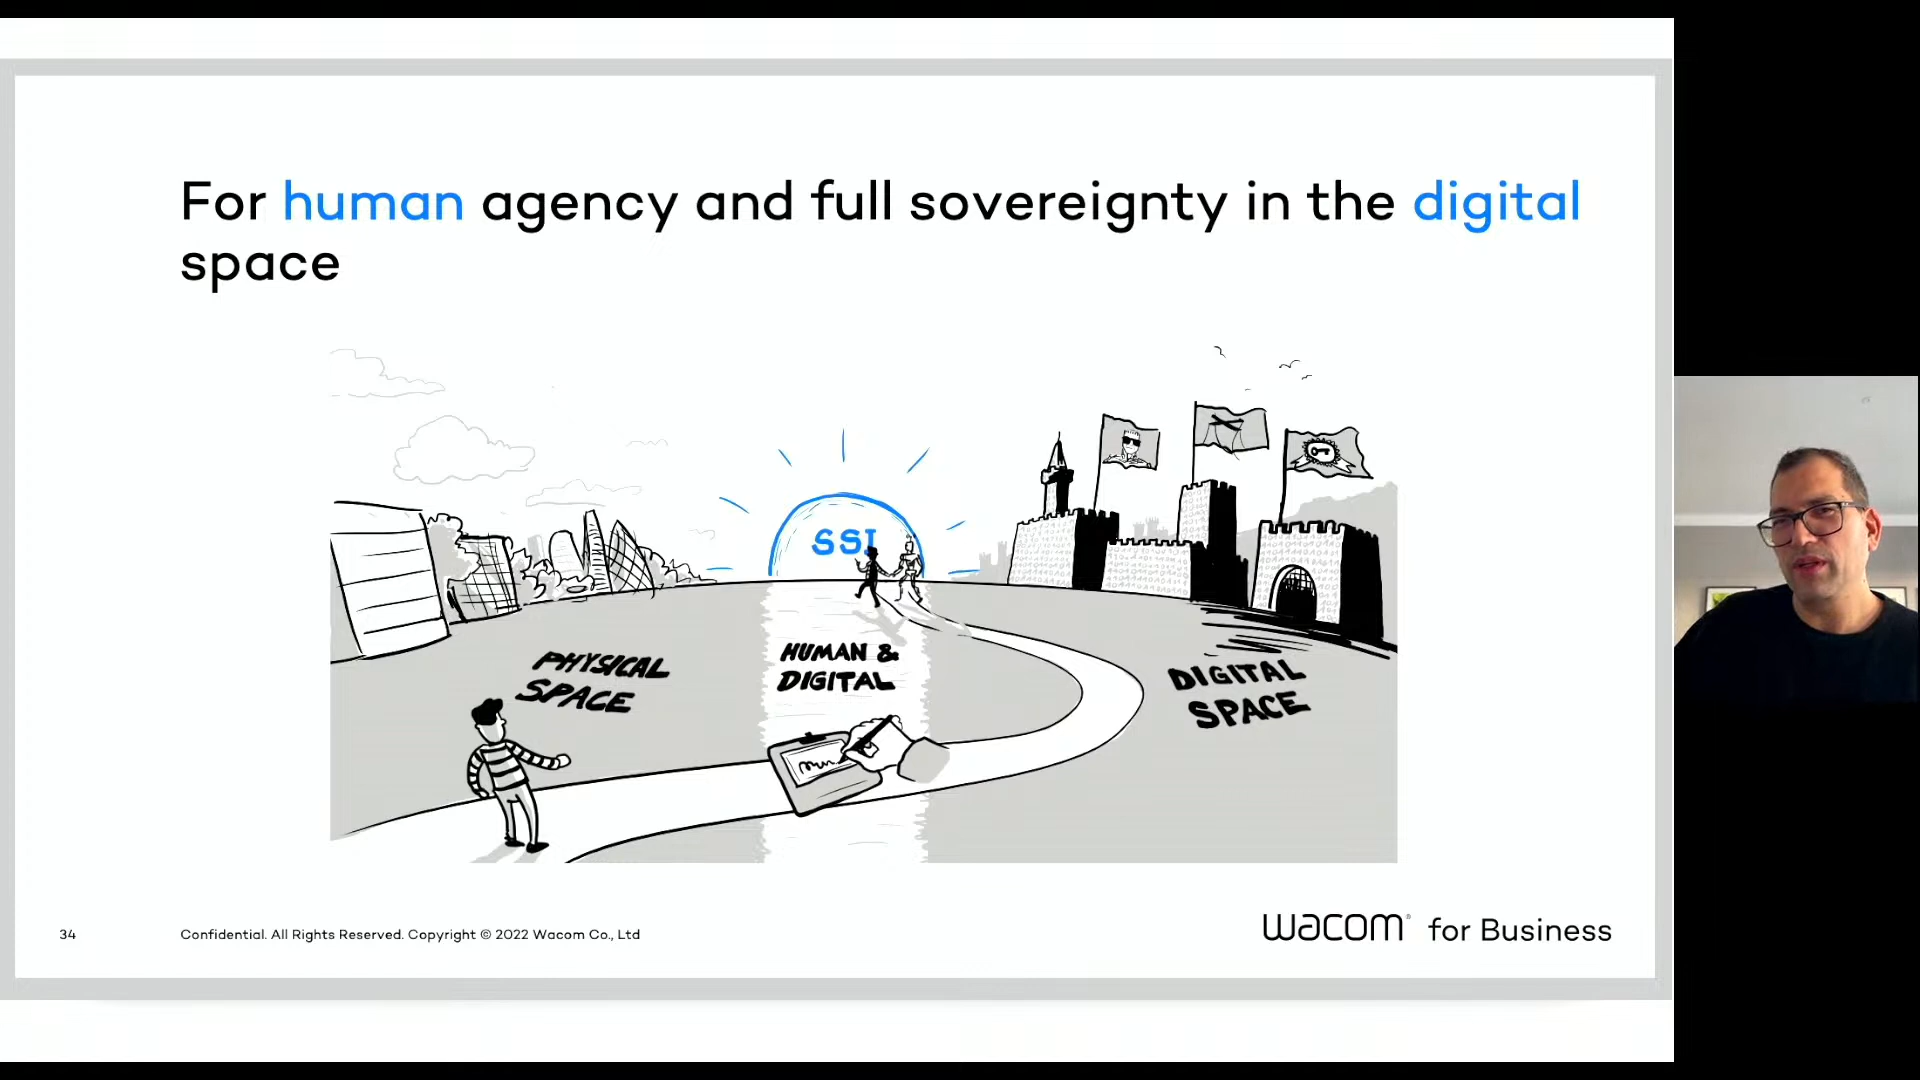 For human agency and full sovereignty in the digital
space
SSI
PHYSICAL
SPACE
HUMAN &
DIGITAL
DIGITAL
SPACE
34
Confidential. All Rights Reserved. Copyright © 2022 Wacom Co., Ltd
wacom® for Business